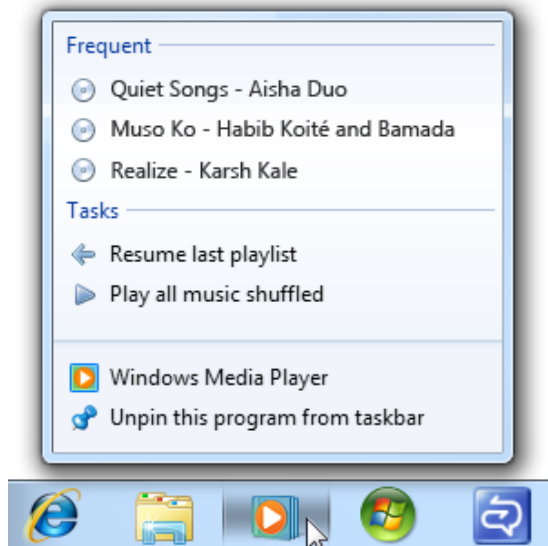 Frequent
Quiet Songs - Aisha Duo
Muso Ko - Habib Koité and Bamada
Realize - Karsh Kale
Tasks
Resume last playlist
Play all music shuffled
Windows Media Player
Unpin this program from taskbar